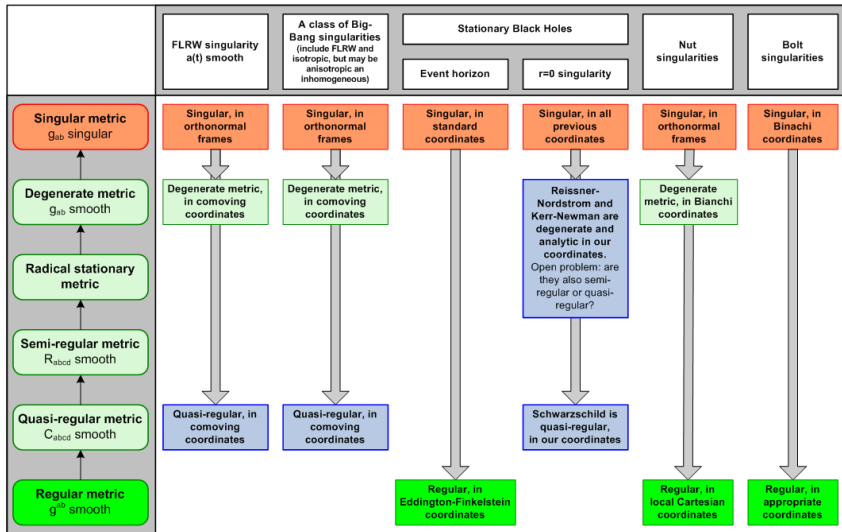 FLRW singularity
a(t) smooth
A class of Big-
Bang singularities
(include FLRW and
isotropic, but may be
anisotropic an
inhomogeneous)
Stationary Black Holes
Event horizon
r=0 singularity
Nut
singularities
Bolt
singularities
Singular metric
gab singular
Singular, in
orthonormal
frames
Singular, in
orthonormal
frames
Singular, in
standard
coordinates
Singular, in all
previous
coordinates
Singular, in
orthonormal
frames
Singular, in
Binachi
coordinates
Degenerate metric
gab smooth
Degenerate metric,
in comoving
coordinates
Degenerate metric,
in comoving
coordinates
Reissner-
Nordstrom and
Kerr-Newman are
degenerate and
analytic in our
coordinates.
Open problem: are
they also semi-
regular or quasi-
regular?
Degenerate
metric, in Bianchi
coordinates
Radical stationary
metric
Semi-regular metric
Rabcd smooth
Quasi-regular metric
Cabcd smooth
Quasi-regular, in
comoving
coordinates
Quasi-regular, in
comoving
coordinates
Schwarzschild is
quasi-regular,
in our coordinates
Regular metric
gab smooth
Regular, in
Eddington-Finkelstein
coordinates
Regular, in
local Cartesian
coordinates
Regular, in
appropriate
coordinates